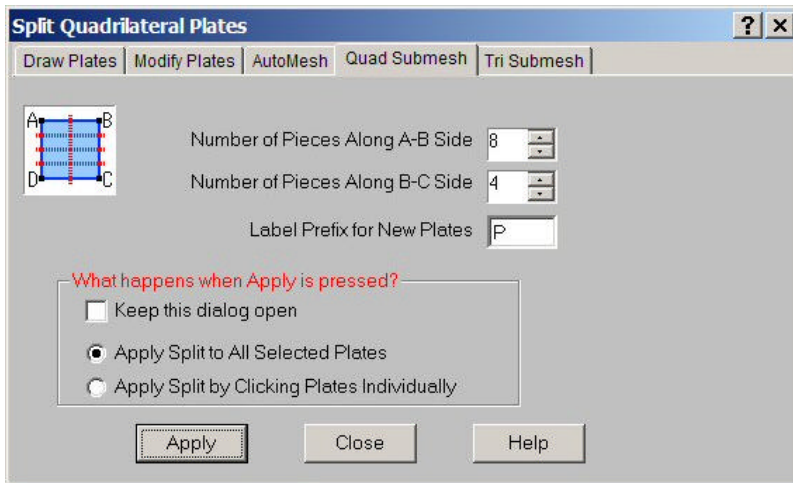 Split Quadrilateral Plates ? ×
Draw Plates Modify Plates AutoMesh Quad Submesh Tri Submesh
A B
D C
Number of Pieces Along A-B Side 8
Number of Pieces Along B-C Side 4
Label Prefix for New Plates P
What happens when Apply is pressed?
Keep this dialog open
Apply Split to All Selected Plates
Apply Split by Clicking Plates Individually
Apply Close Help